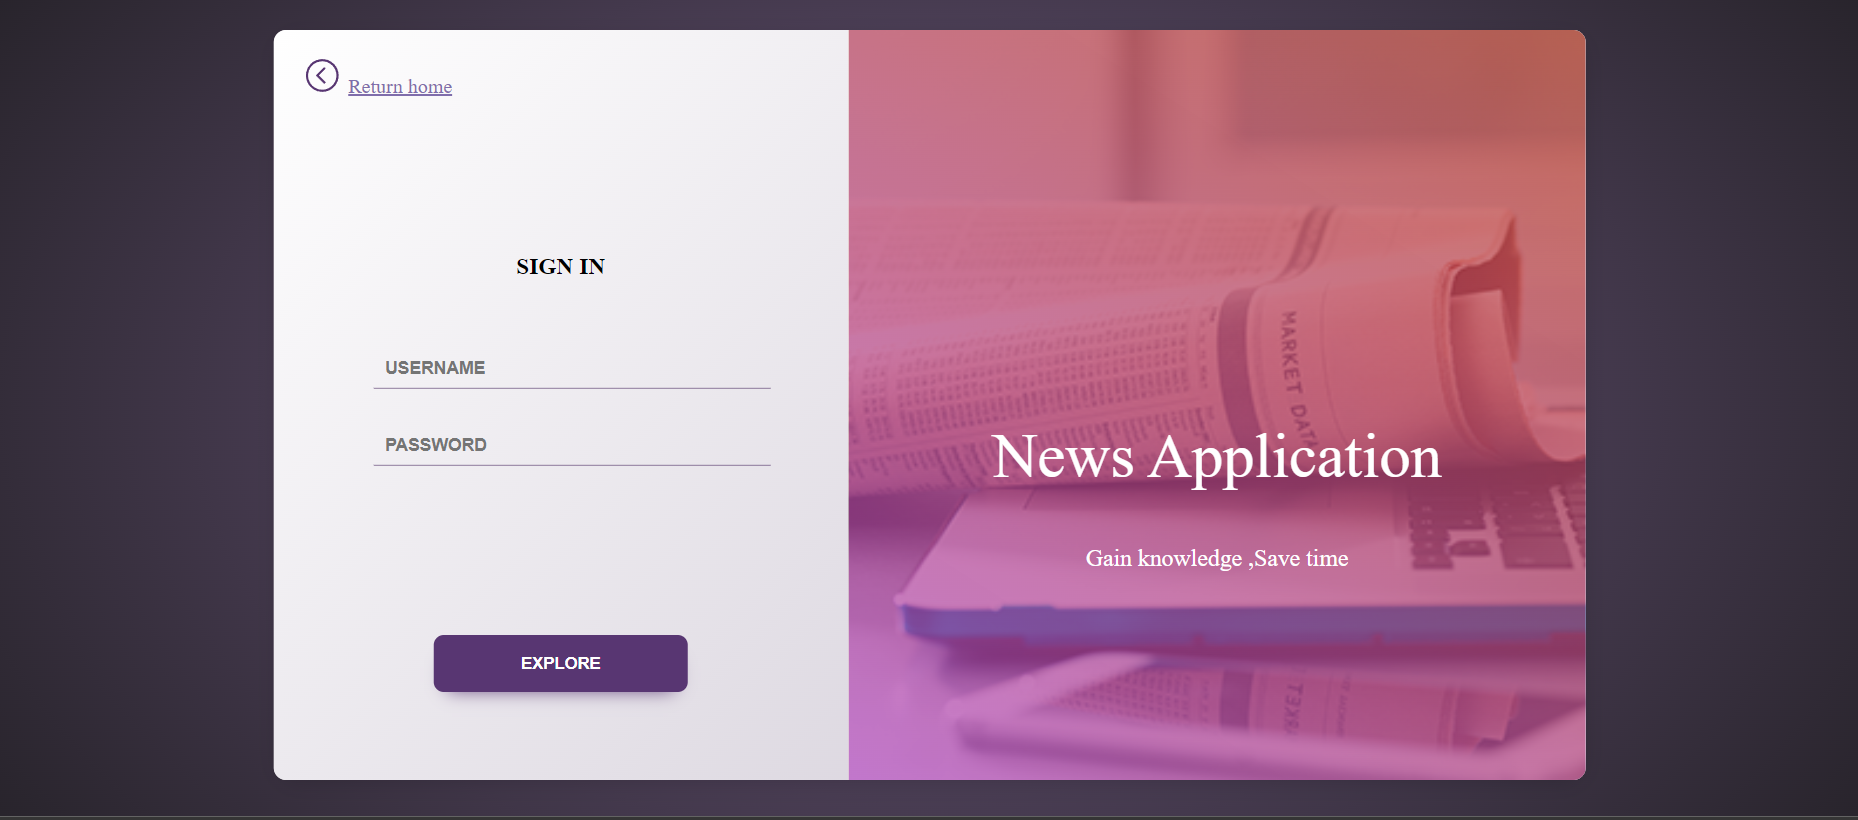 Return home
SIGN IN
USERNAME
PASSWORD
EXPLORE
MARKET DATA
News Application
Gain knowledge ,Save time